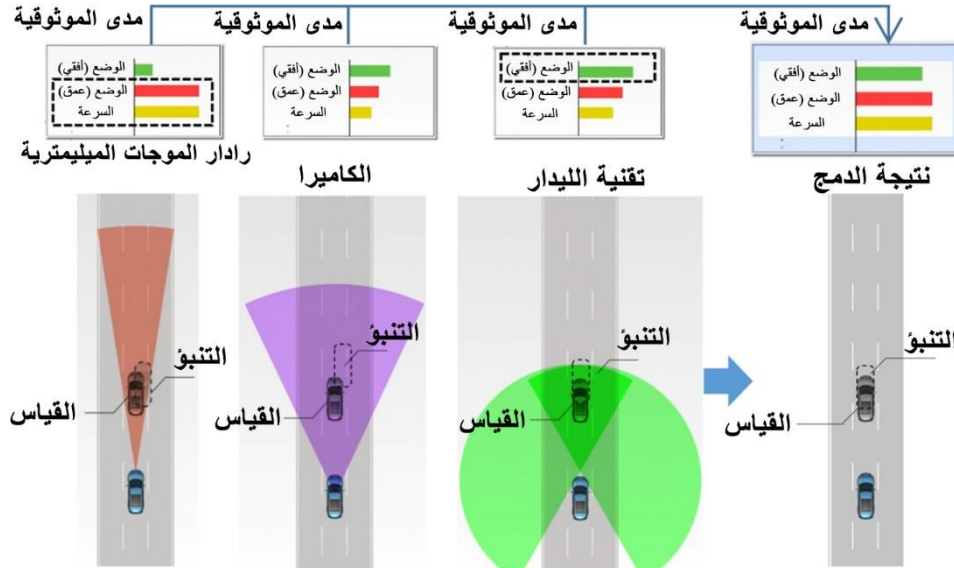 مدى الموثوقية
الوضع (أفقي)
الوضع (عمق)
السرعة
رادار الموجات الميليمترية
التنبؤ
القياس
مدى الموثوقية
الوضع (أفقي)
الوضع (عمق)
السرعة
الكاميرا
التنبؤ
القياس
مدى الموثوقية
الوضع (أفقي)
الوضع (عمق)
السرعة
تقنية الليدار
التنبؤ
القياس
مدى الموثوقية
الوضع (أفقي)
الوضع (عمق)
السرعة
نتيجة الدمج
التنبؤ
القياس